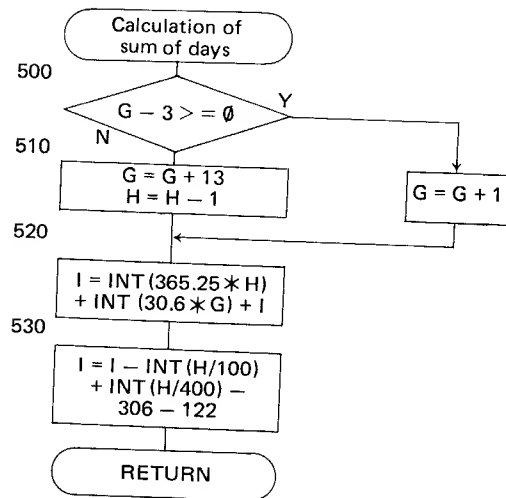 Calculation of
sum of days
500
G – 3 > = Ø
Y
N
510
G = G + 13
H = H – 1
G = G + 1
520
I = INT (365.25 ∗ H)
+ INT (30.6 ∗ G) + I
530
I = I – INT (H/100)
+ INT (H/400) –
306 – 122
RETURN